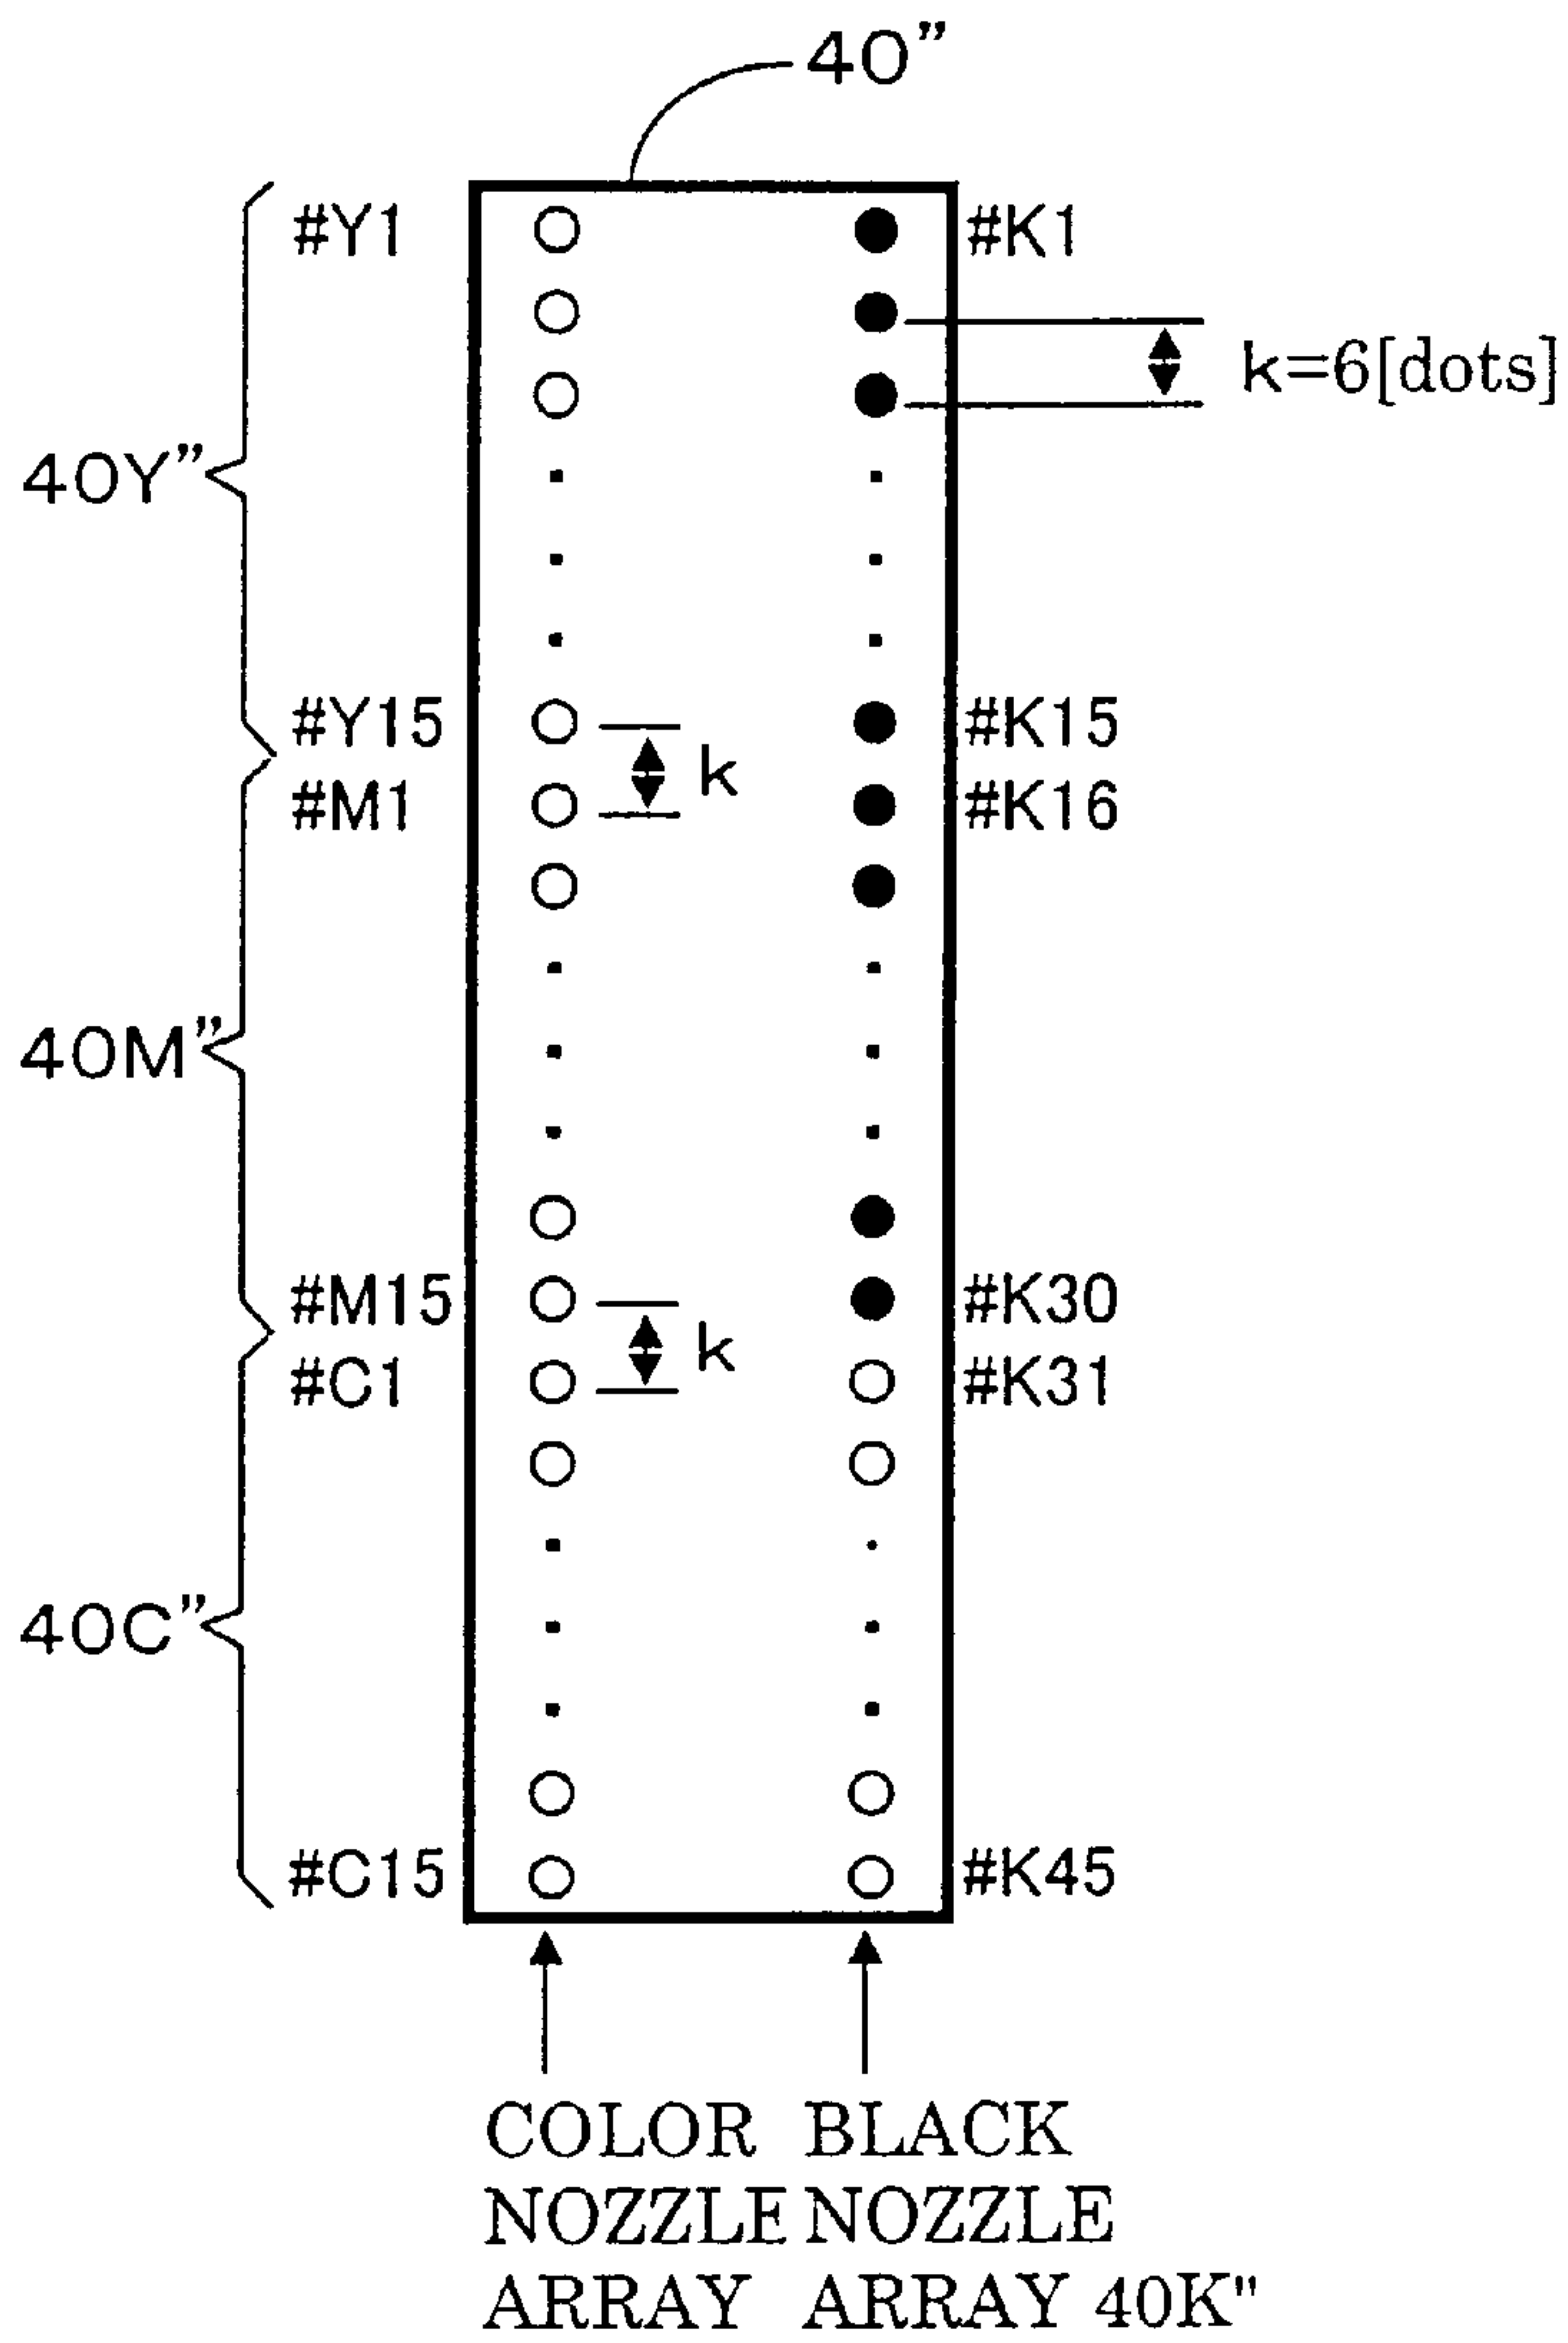 40”
#Y1 #K1
k=6[dots]
40Y”
#Y15 #K15
k
#M1 #K16
40M”
#M15 #K30
k
#C1 #K31
40C”
#C15 #K45
COLOR BLACK
NOZZLE NOZZLE
ARRAY ARRAY 40K"